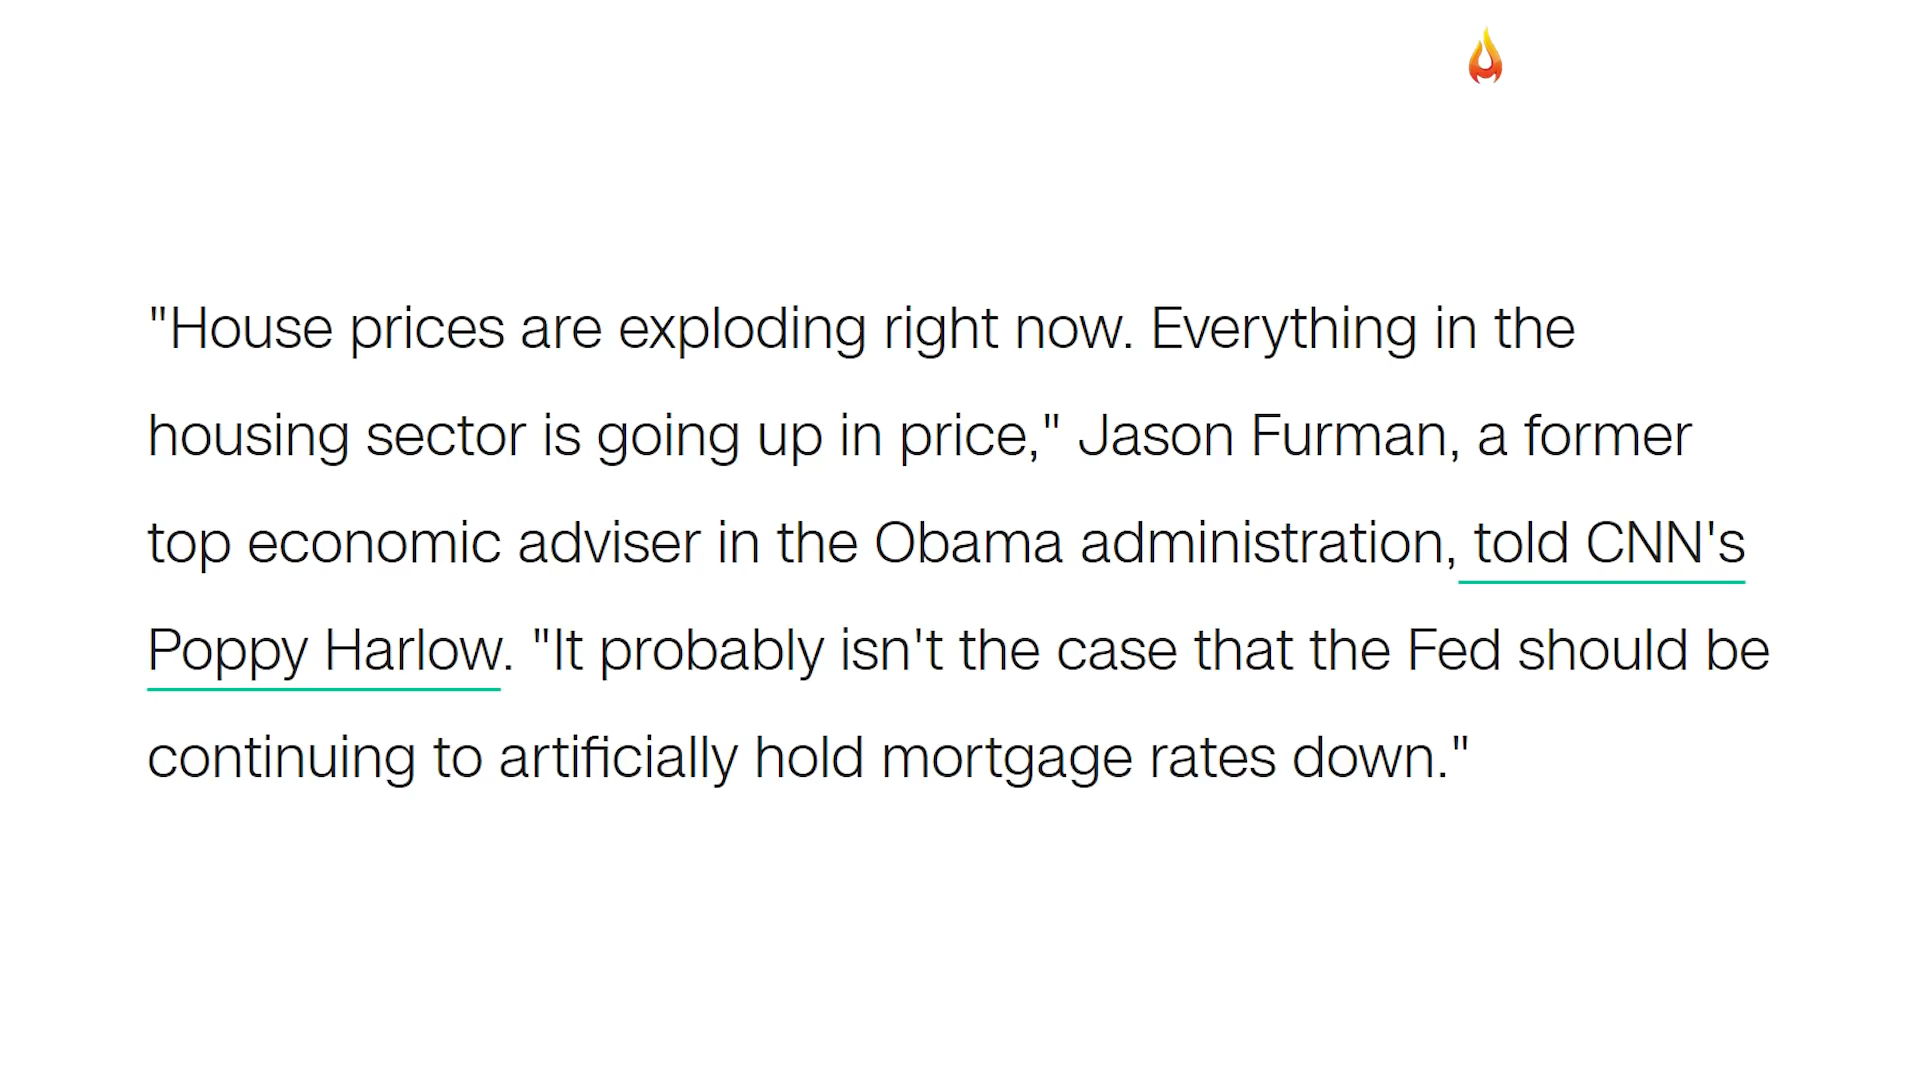 "House prices are exploding right now. Everything in the
housing sector is going up in price," Jason Furman, a former
top economic adviser in the Obama administration, told CNN's
Poppy Harlow. "It probably isn't the case that the Fed should be
continuing to artificially hold mortgage rates down."